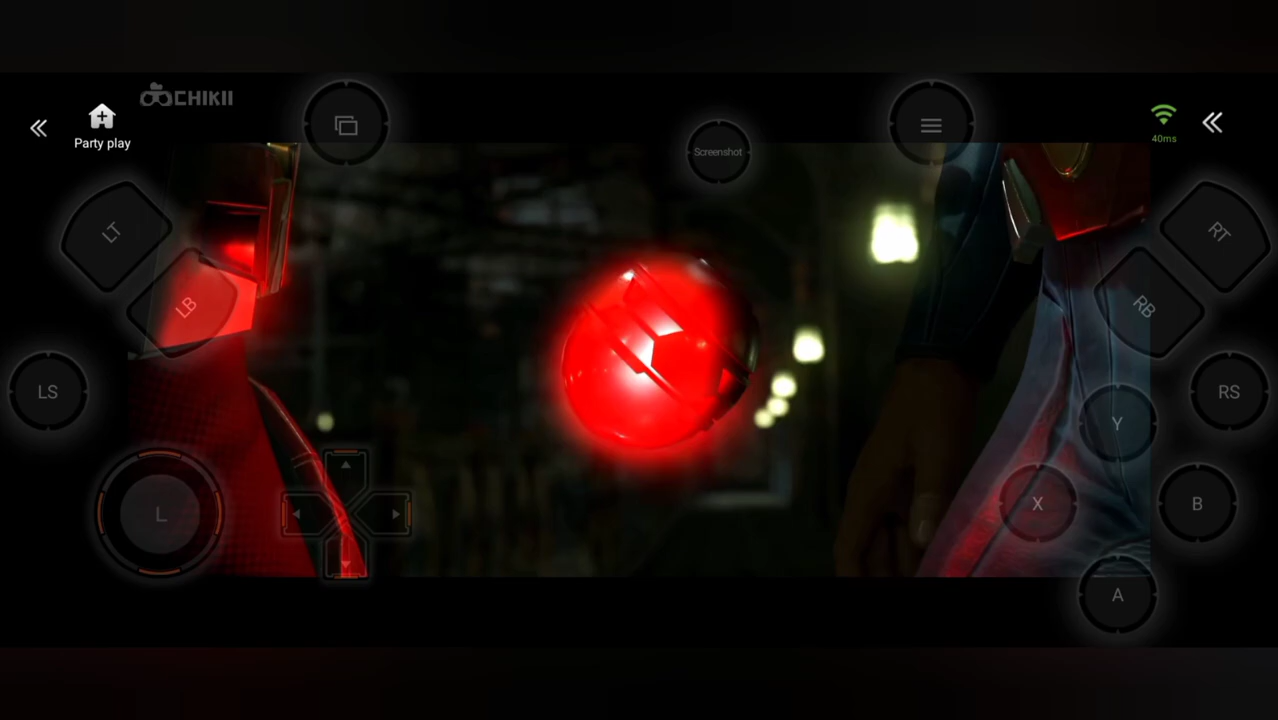 CHIKII
Party play
Screenshot
40ms
LT
LB
RT
RB
LS
RS
L
Y
X
B
A